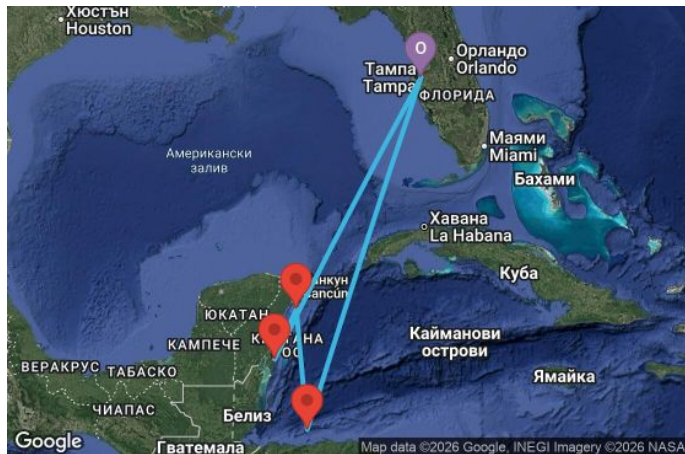 Хюстън
Houston
О
Орландо
Orlando
Тампа
Tampa
ФЛОРИДА
Маями
Miami
Американски
залив
Бахами
Хавана
La Habana
Куба
ЮКАТАН
КАМПЕЧЕ
Кайманови
острови
ВЕРАКРУС
ТАБАСКО
Ямайка
ЧИАПАС
Белиз
Гватемала
Google
Map data ©2026 Google, INEGI Imagery ©2026 NASA